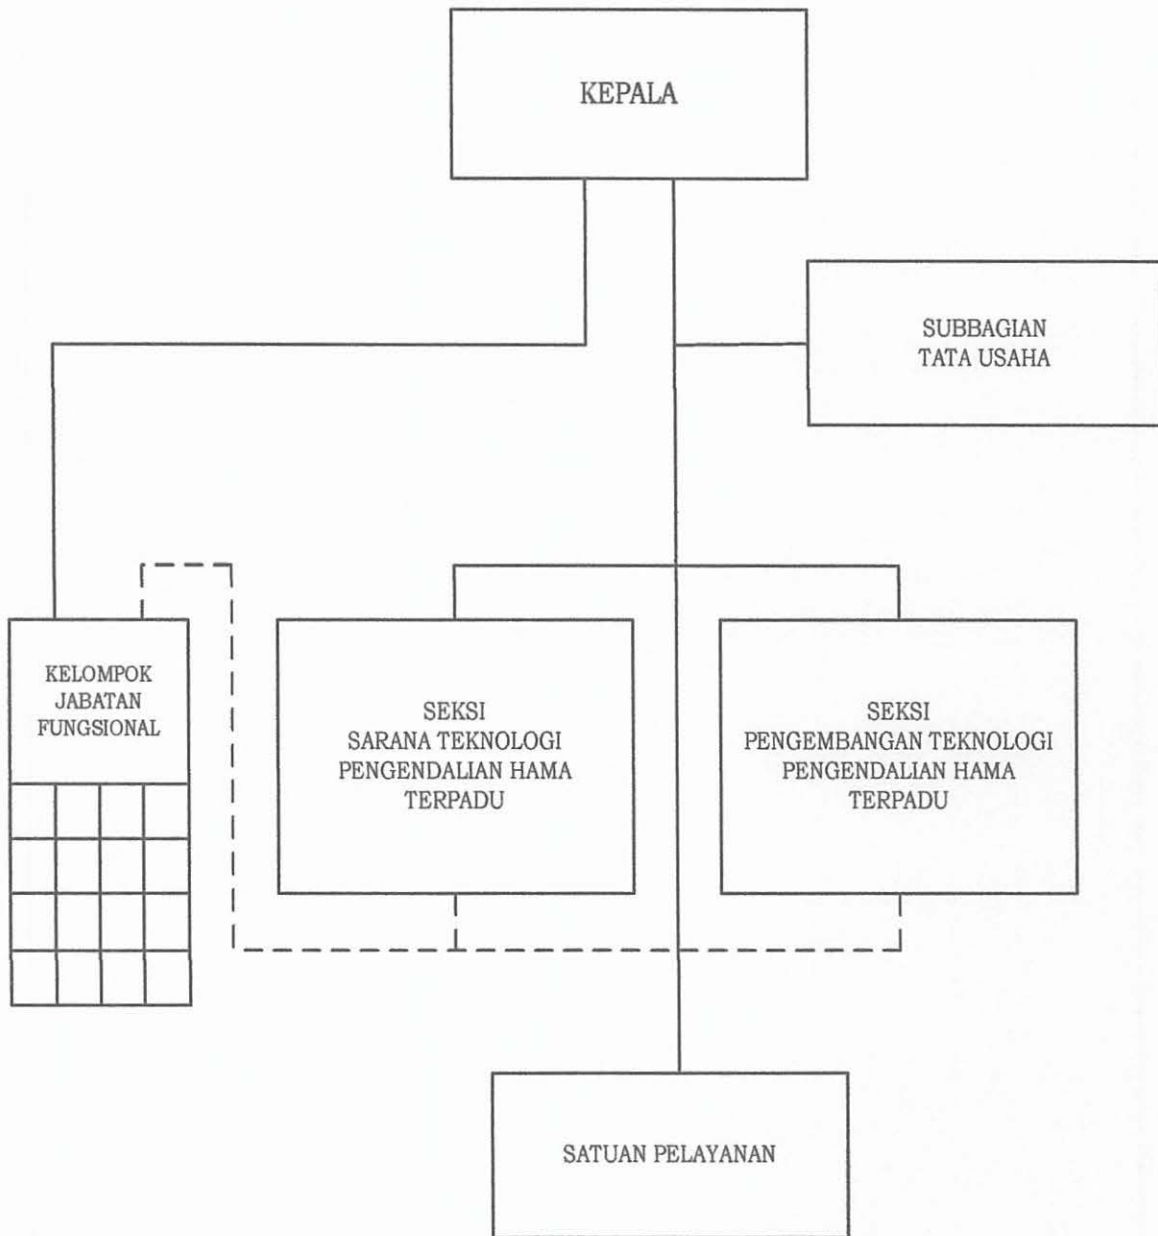 KEPALA
SUBBAGIAN
TATA USAHA
KELOMPOK
JABATAN
FUNGSIONAL
SEKSI
SARANA TEKNOLOGI
PENGENDALIAN HAMA
TERPADU
SEKSI
PENGEMBANGAN TEKNOLOGI
PENGENDALIAN HAMA
TERPADU
SATUAN PELAYANAN